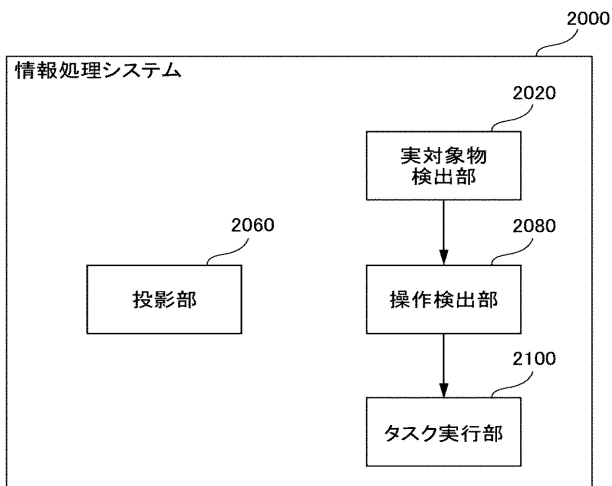 2000
情報処理システム
2020
実対象物
検出部
2060
投影部
2080
操作検出部
2100
タスク実行部